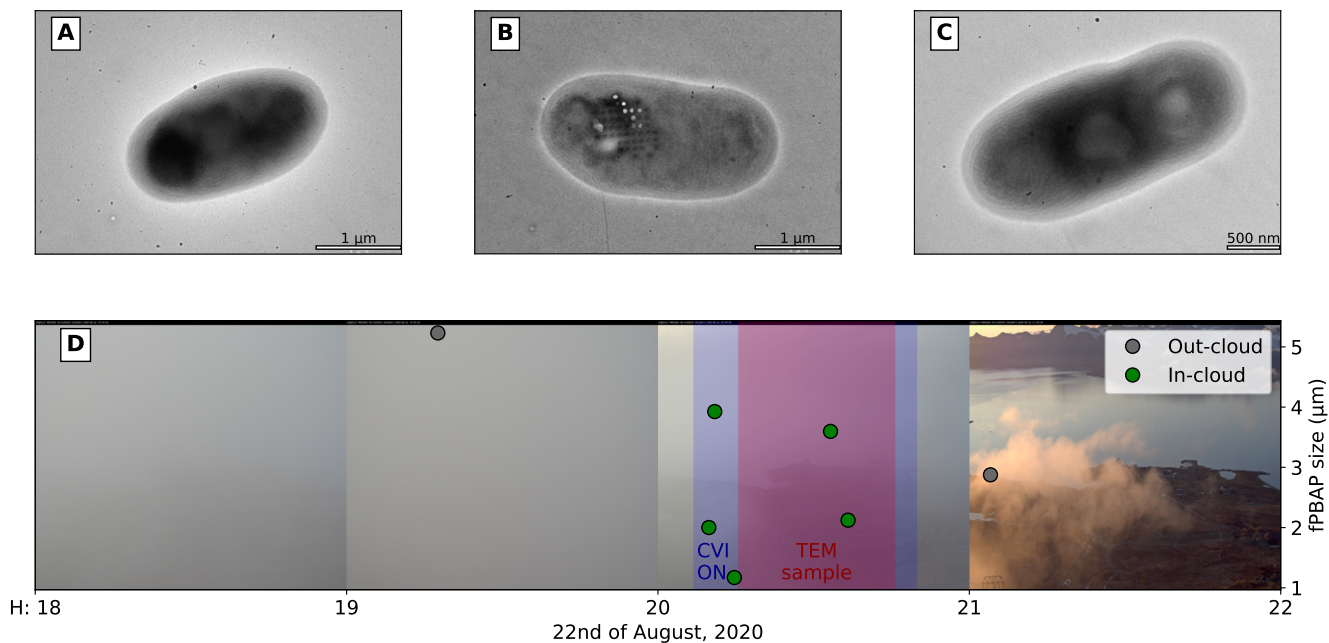 A
B
C
1 µm
1 µm
500 nm
D
Out-cloud
In-cloud
5
4
3
2
1
fPBAP size (µm)
CVI
ON
TEM
sample
H: 18
19
20
21
22
22nd of August, 2020